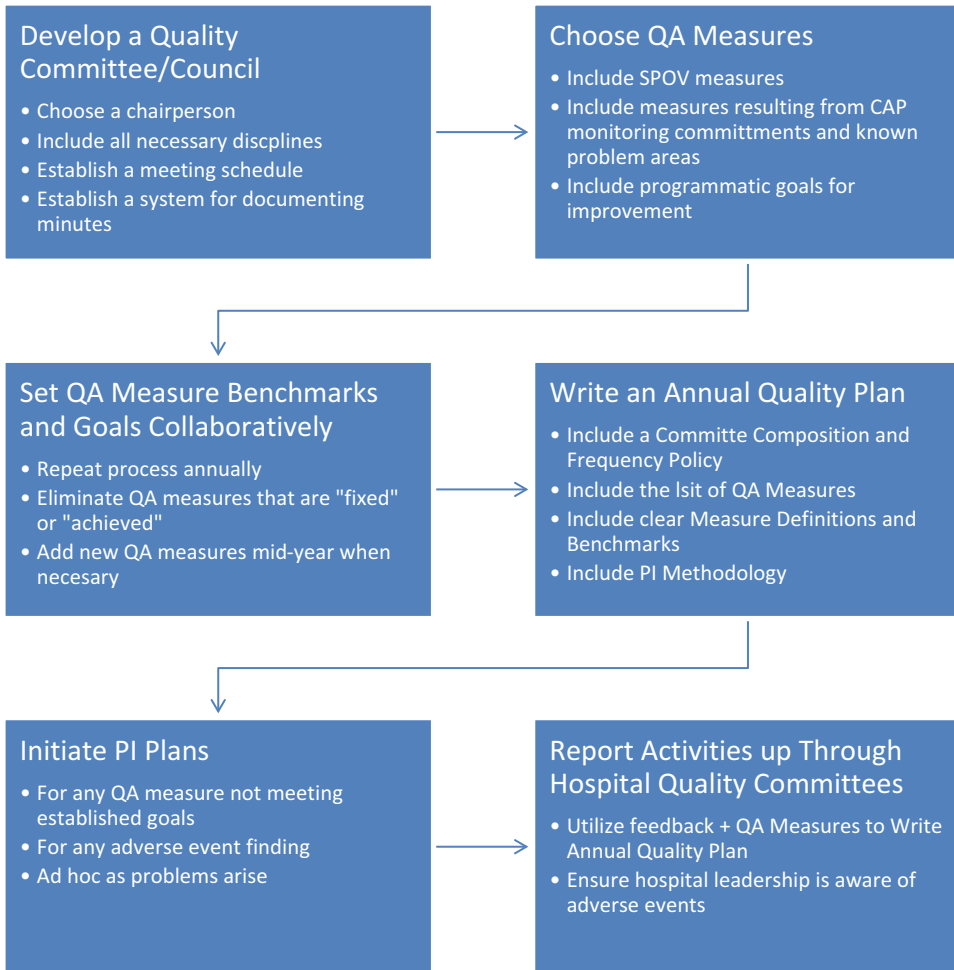 Develop a Quality
Committee/Council
• Choose a chairperson
• Include all necessary discplines
• Establish a meeting schedule
• Establish a system for documenting
minutes
Choose QA Measures
• Include SPOV measures
• Include measures resulting from CAP
monitoring committments and known
problem areas
• Include programmatic goals for
improvement
Set QA Measure Benchmarks
and Goals Collaboratively
• Repeat process annually
• Eliminate QA measures that are "fixed"
or "achieved"
• Add new QA measures mid-year when
necesary
Write an Annual Quality Plan
• Include a Committe Composition and
Frequency Policy
• Include the lsit of QA Measures
• Include clear Measure Definitions and
Benchmarks
• Include PI Methodology
Initiate PI Plans
• For any QA measure not meeting
established goals
• For any adverse event finding
• Ad hoc as problems arise
Report Activities up Through
Hospital Quality Committees
• Utilize feedback + QA Measures to Write
Annual Quality Plan
• Ensure hospital leadership is aware of
adverse events